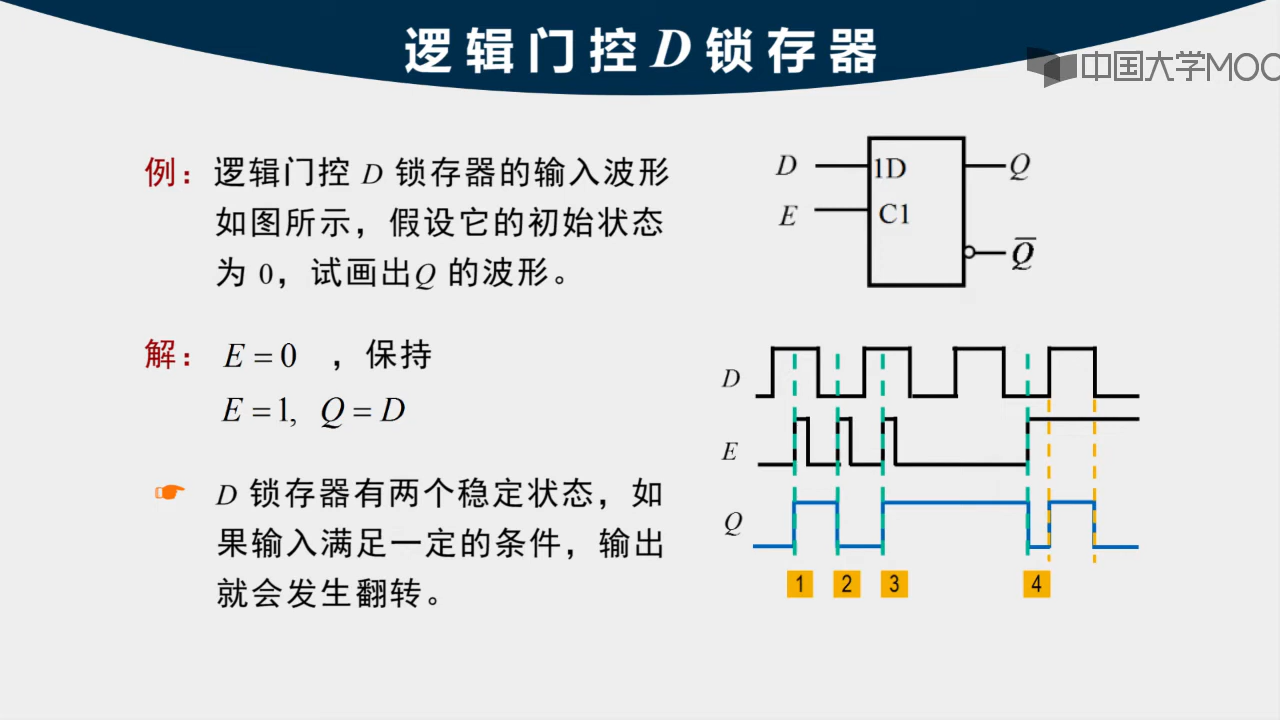 逻辑门控D锁存器
中国大学MOO
例：逻辑门控 D 锁存器的输入波形
如图所示，假设它的初始状态
为 0，试画出Q 的波形。
D 1D Q
E C1
Q̅
解：E = 0 ，保持
E = 1, Q = D
D 锁存器有两个稳定状态，如
果输入满足一定的条件，输出
就会发生翻转。
D
E
Q
1 2 3 4